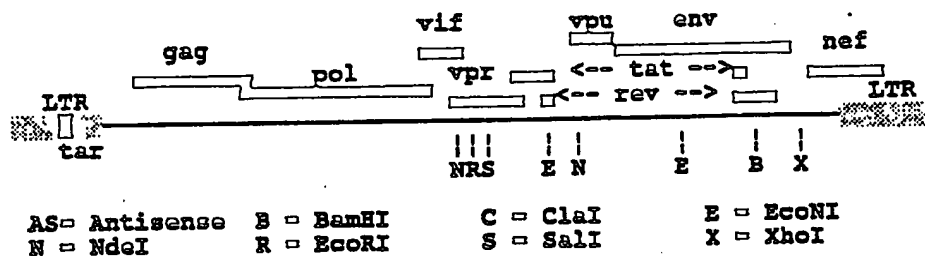 vif vpu env
gag pol vpr <-- tat --> nef
LTR <-- rev --> LTR
tar
NRS E N E B X
AS= Antisense B = BamHI C = ClaI E = EcoNI
N = NdeI R = EcoRI S = SalI X = XhoI